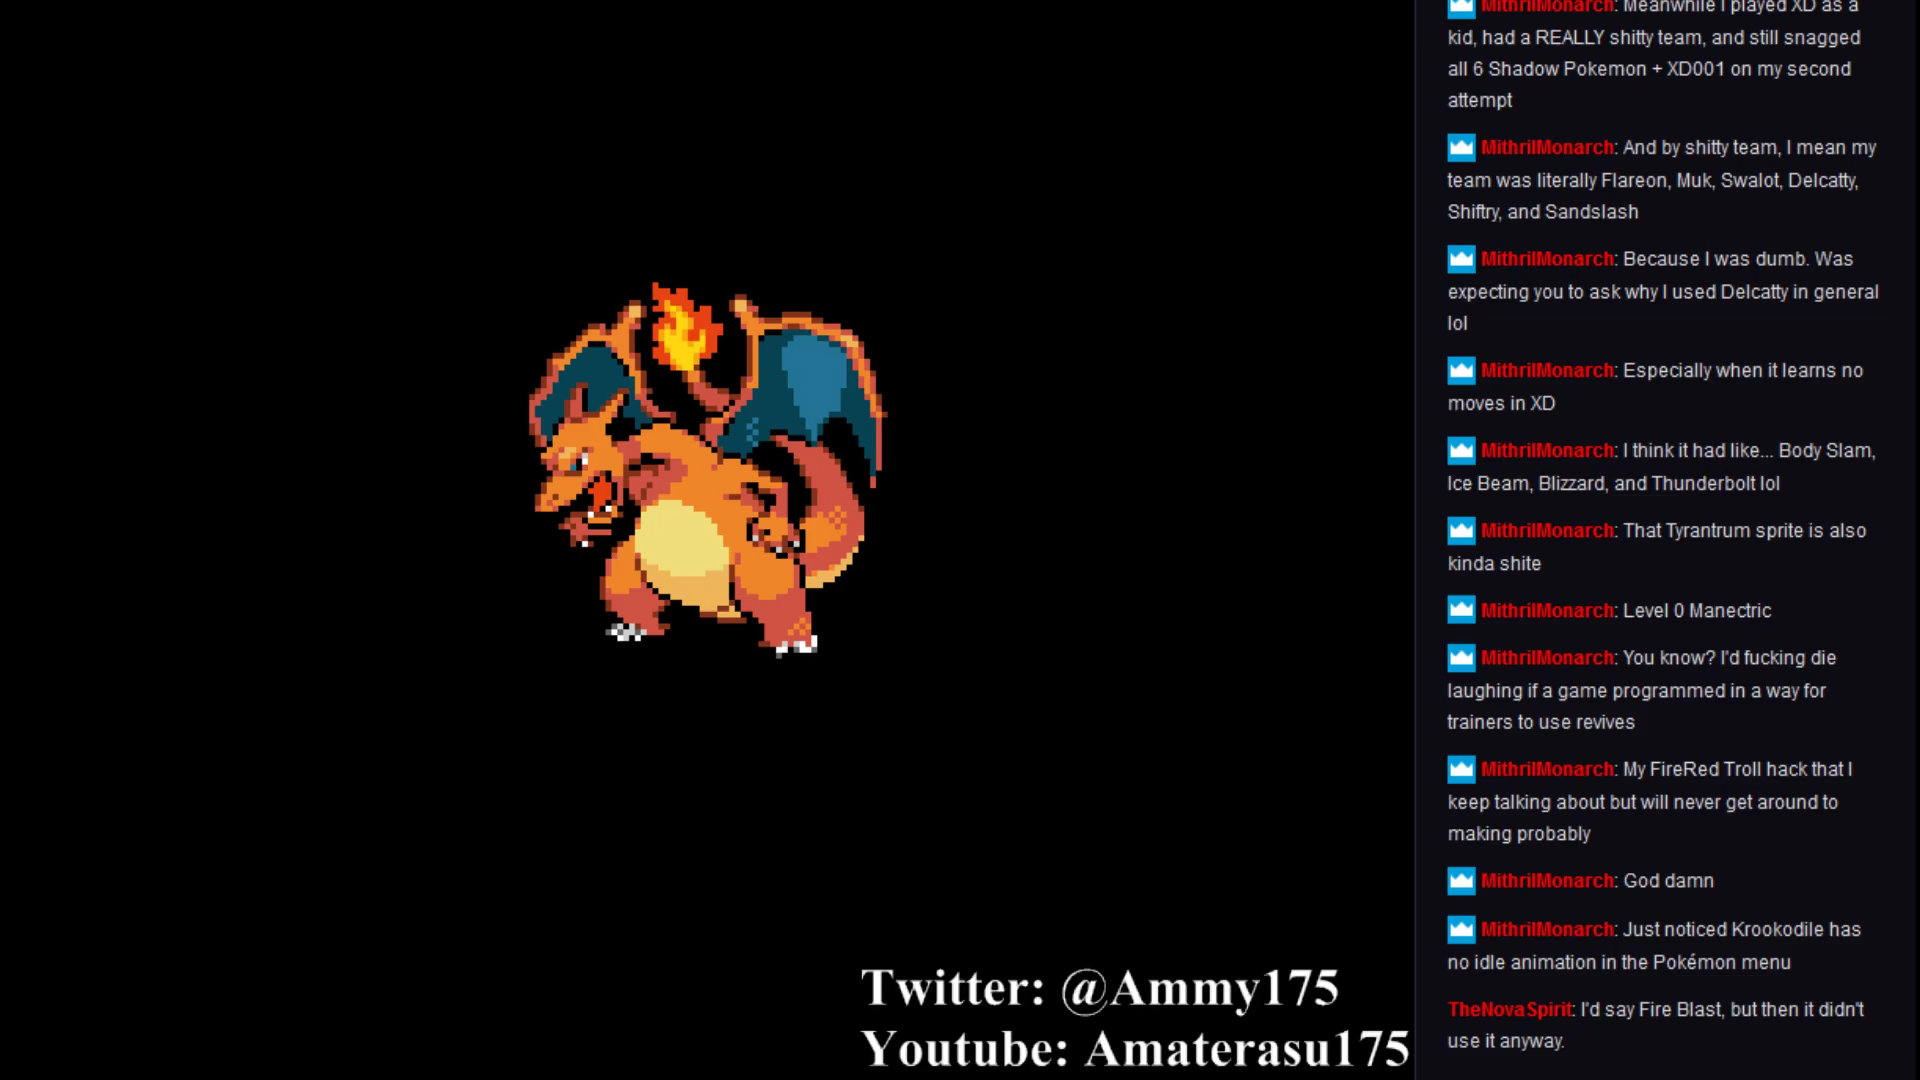 MithrilMonarch: Meanwhile I played XD as a
kid, had a REALLY shitty team, and still snagged
all 6 Shadow Pokemon + XD001 on my second
attempt
MithrilMonarch: And by shitty team, I mean my
team was literally Flareon, Muk, Swalot, Delcatty,
Shiftry, and Sandslash
MithrilMonarch: Because I was dumb. Was
expecting you to ask why I used Delcatty in general
lol
MithrilMonarch: Especially when it learns no
moves in XD
MithrilMonarch: I think it had like... Body Slam,
Ice Beam, Blizzard, and Thunderbolt lol
MithrilMonarch: That Tyrantrum sprite is also
kinda shite
MithrilMonarch: Level 0 Manectric
MithrilMonarch: You know? I'd fucking die
laughing if a game programmed in a way for
trainers to use revives
MithrilMonarch: My FireRed Troll hack that I
keep talking about but will never get around to
making probably
MithrilMonarch: God damn
MithrilMonarch: Just noticed Krookodile has
no idle animation in the Pokémon menu
TheNovaSpirit: I'd say Fire Blast, but then it didn't
use it anyway.
Twitter: @Ammy175
Youtube: Amaterasu175